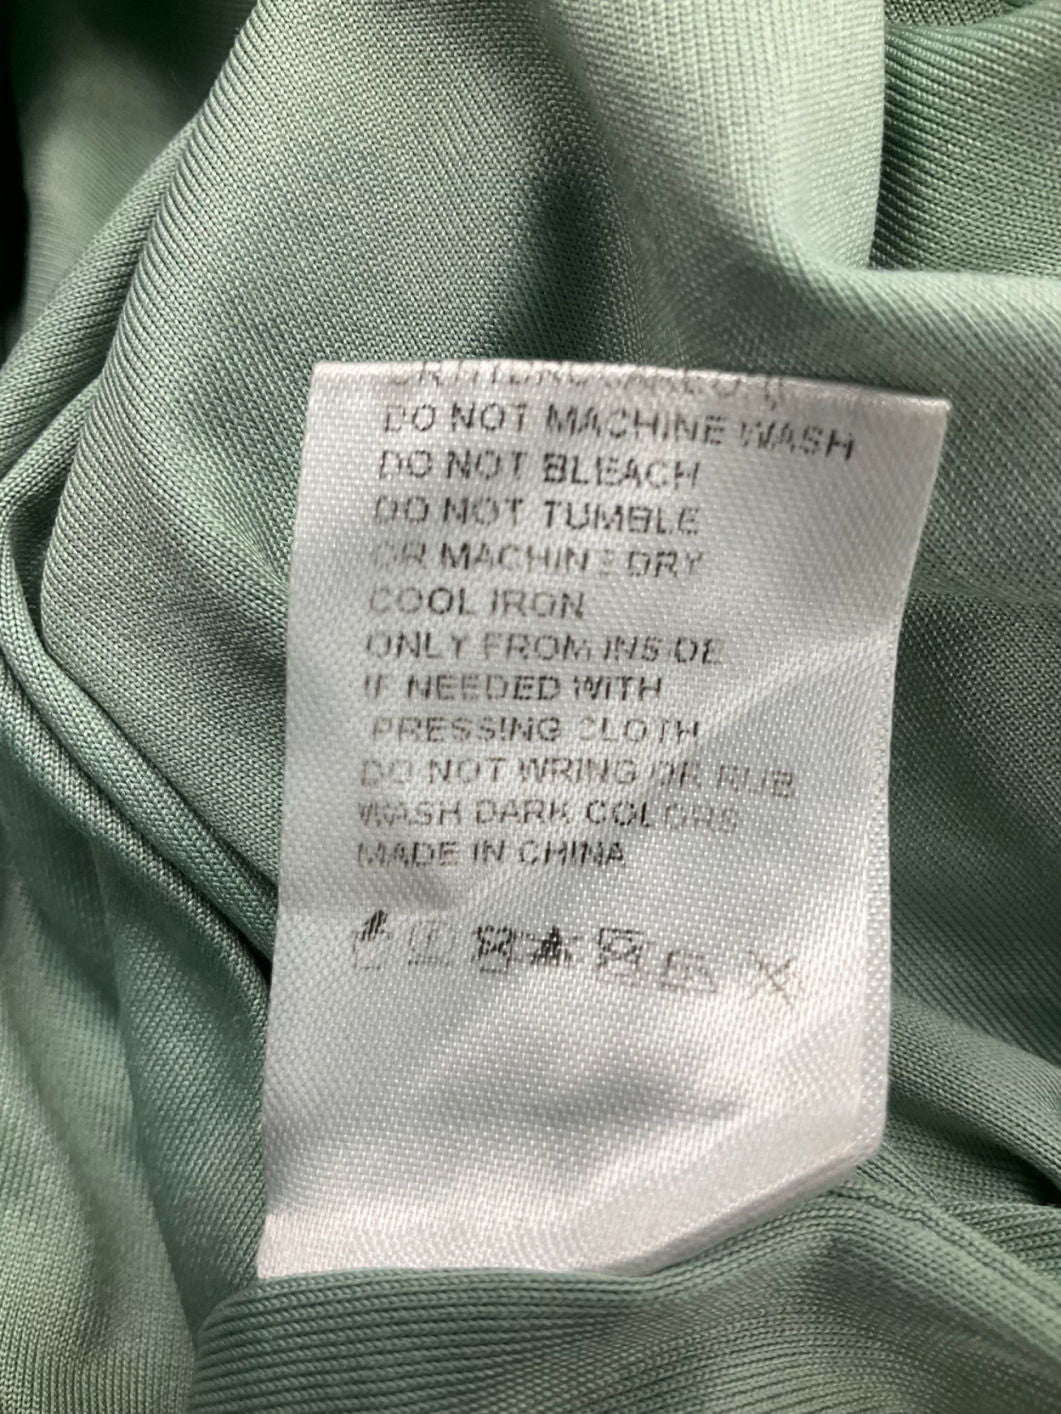 DO NOT MACHINE WASH
DO NOT BLEACH
DO NOT TUMBLE
OR MACHINE DRY
COOL IRON
ONLY FROM INSIDE
IF NEEDED WITH
PRESSING CLOTH
DO NOT WRING OR RUB
WASH DARK COLORS
MADE IN CHINA